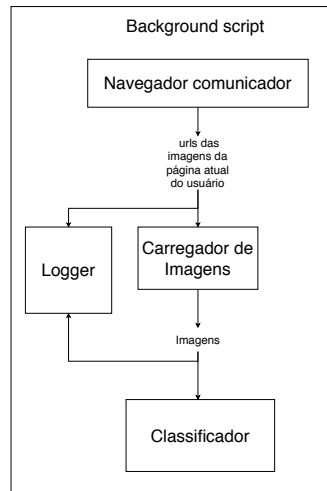 Background script
Navegador comunicador
urls das
imagens da
página atual
do usuário
Logger
Carregador de
Imagens
Imagens
Classificador